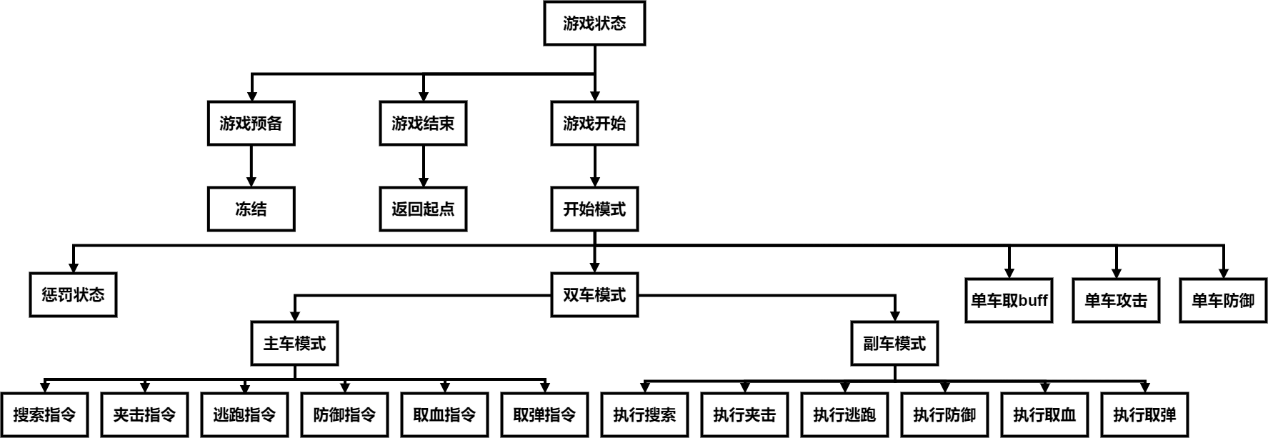 游戏状态
游戏预备
游戏结束
游戏开始
冻结
返回起点
开始模式
惩罚状态
双车模式
单车取buff
单车攻击
单车防御
主车模式
副车模式
搜索指令
夹击指令
逃跑指令
防御指令
取血指令
取弹指令
执行搜索
执行夹击
执行逃跑
执行防御
执行取血
执行取弹